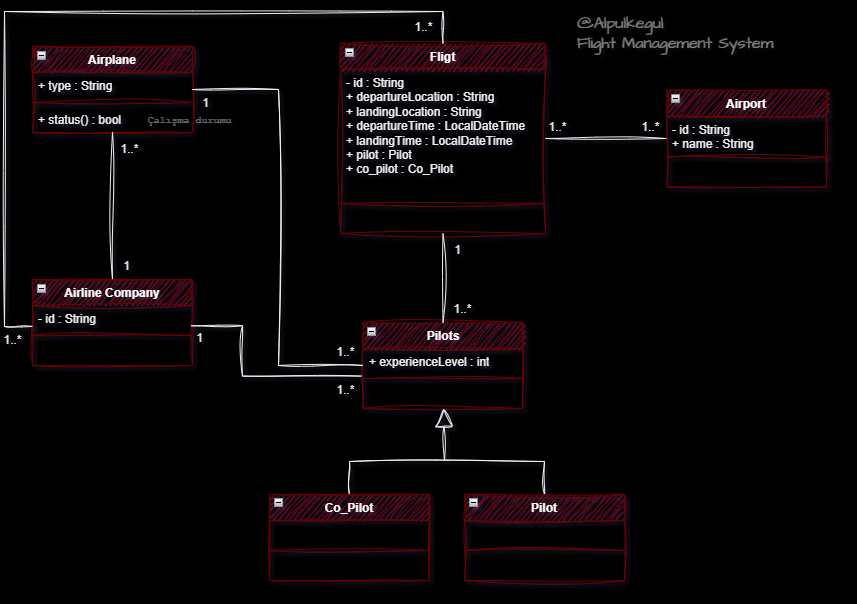 @Alpulkegul
Flight Management System
1..*
Airplane
+ type : String
+ status() : bool
Çalışma durumu
1
1..*
1
Fligt
- id : String
+ departureLocation : String
+ landingLocation : String
+ departureTime : LocalDateTime
+ landingTime : LocalDateTime
+ pilot : Pilot
+ co_pilot : Co_Pilot
1..*
1..*
Airport
- id : String
+ name : String
1
1..*
Airline Company
- id : String
1..*
1
1..*
1..*
Pilots
+ experienceLevel : int
Co_Pilot
Pilot